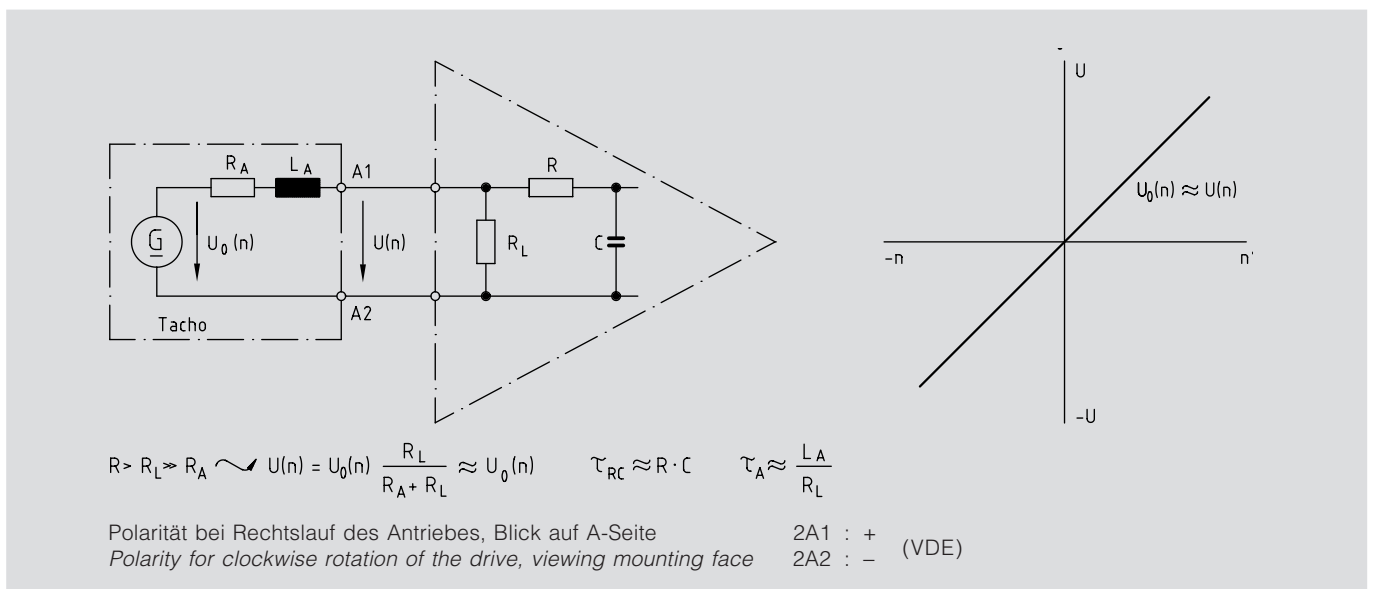 U
R_A
L_A
A1
R
U_0(n) ≈ U(n)
G
U_0 (n)
U(n)
R_L
C
-n
n'
A2
Tacho
-U
R > R_L ≫ R_A ⤳ U(n) = U_0(n) R_L / (R_A + R_L) ≈ U_0(n) τ_RC ≈ R · C τ_A ≈ L_A / R_L
Polarität bei Rechtslauf des Antriebes, Blick auf A-Seite 2A1 : +
Polarity for clockwise rotation of the drive, viewing mounting face 2A2 : – (VDE)